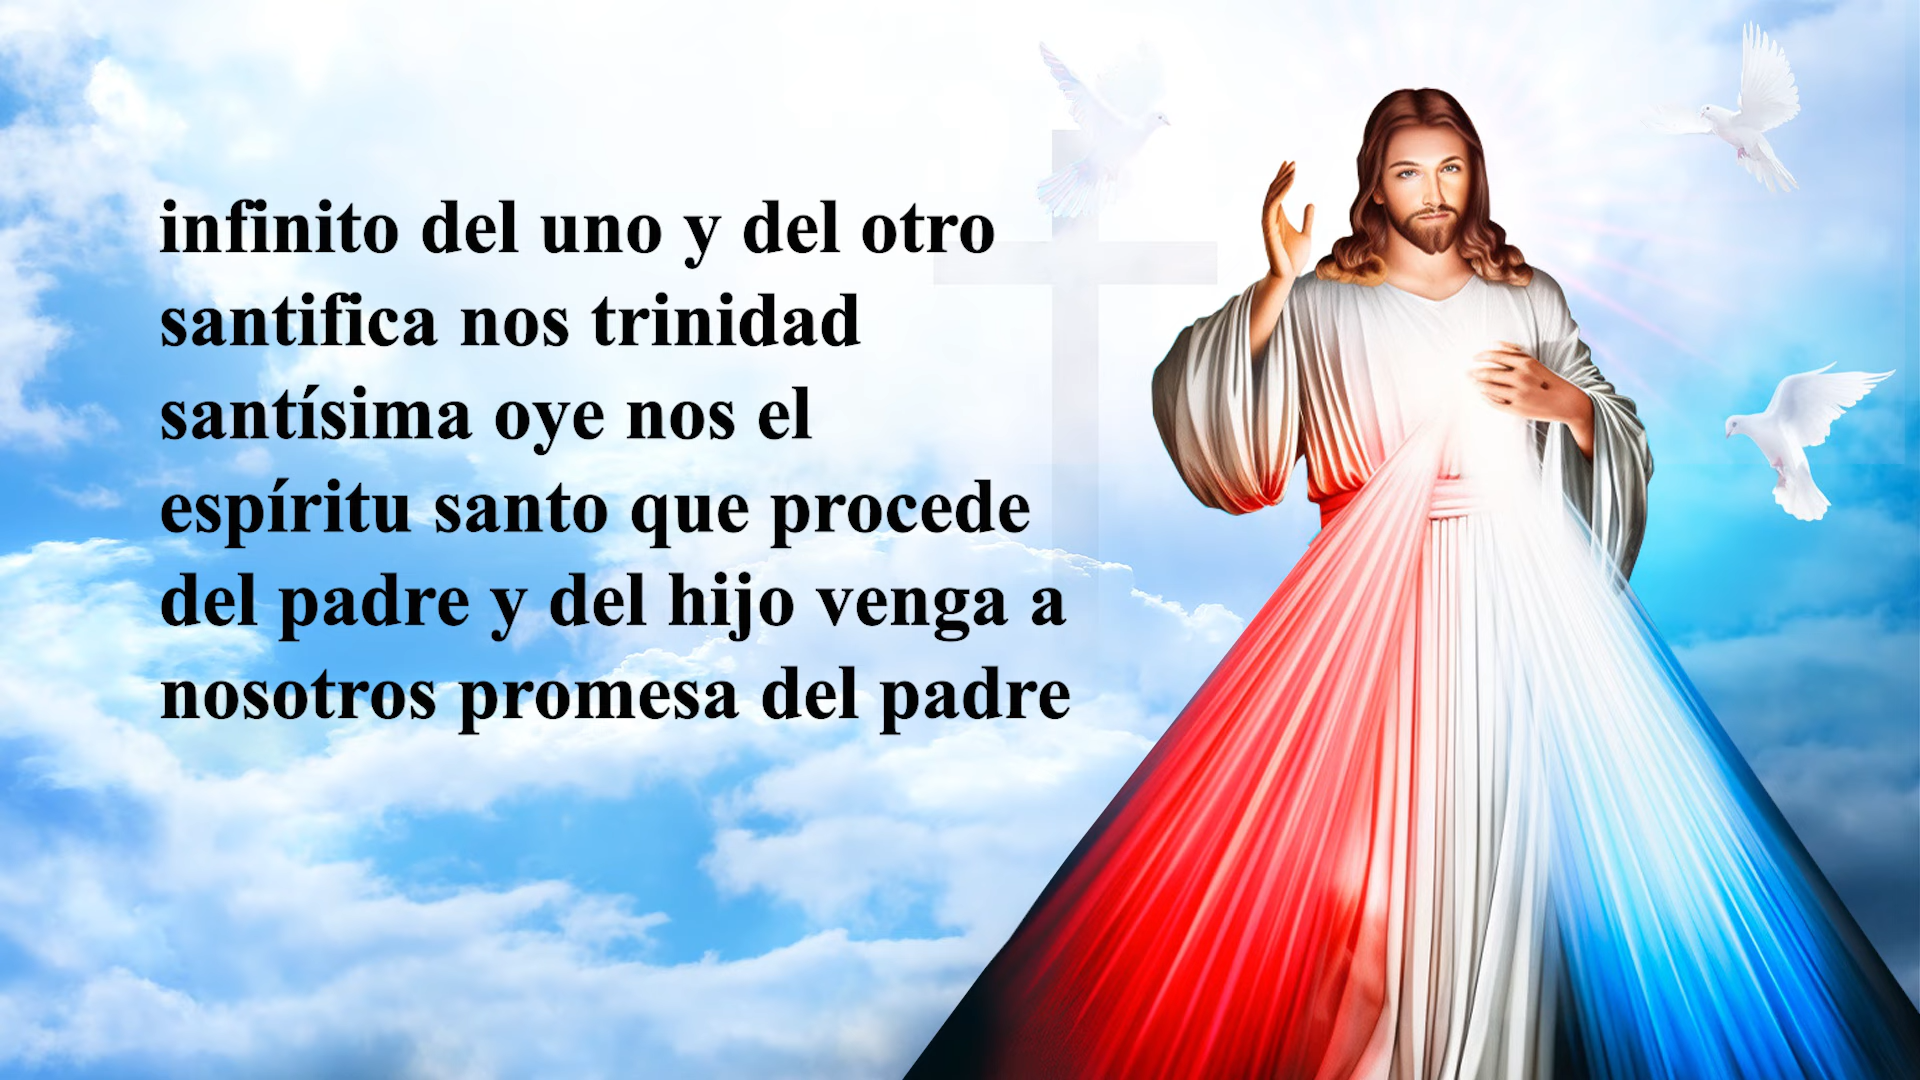 infinito del uno y del otro
santifica nos trinidad
santísima oye nos el
espíritu santo que procede
del padre y del hijo venga a
nosotros promesa del padre